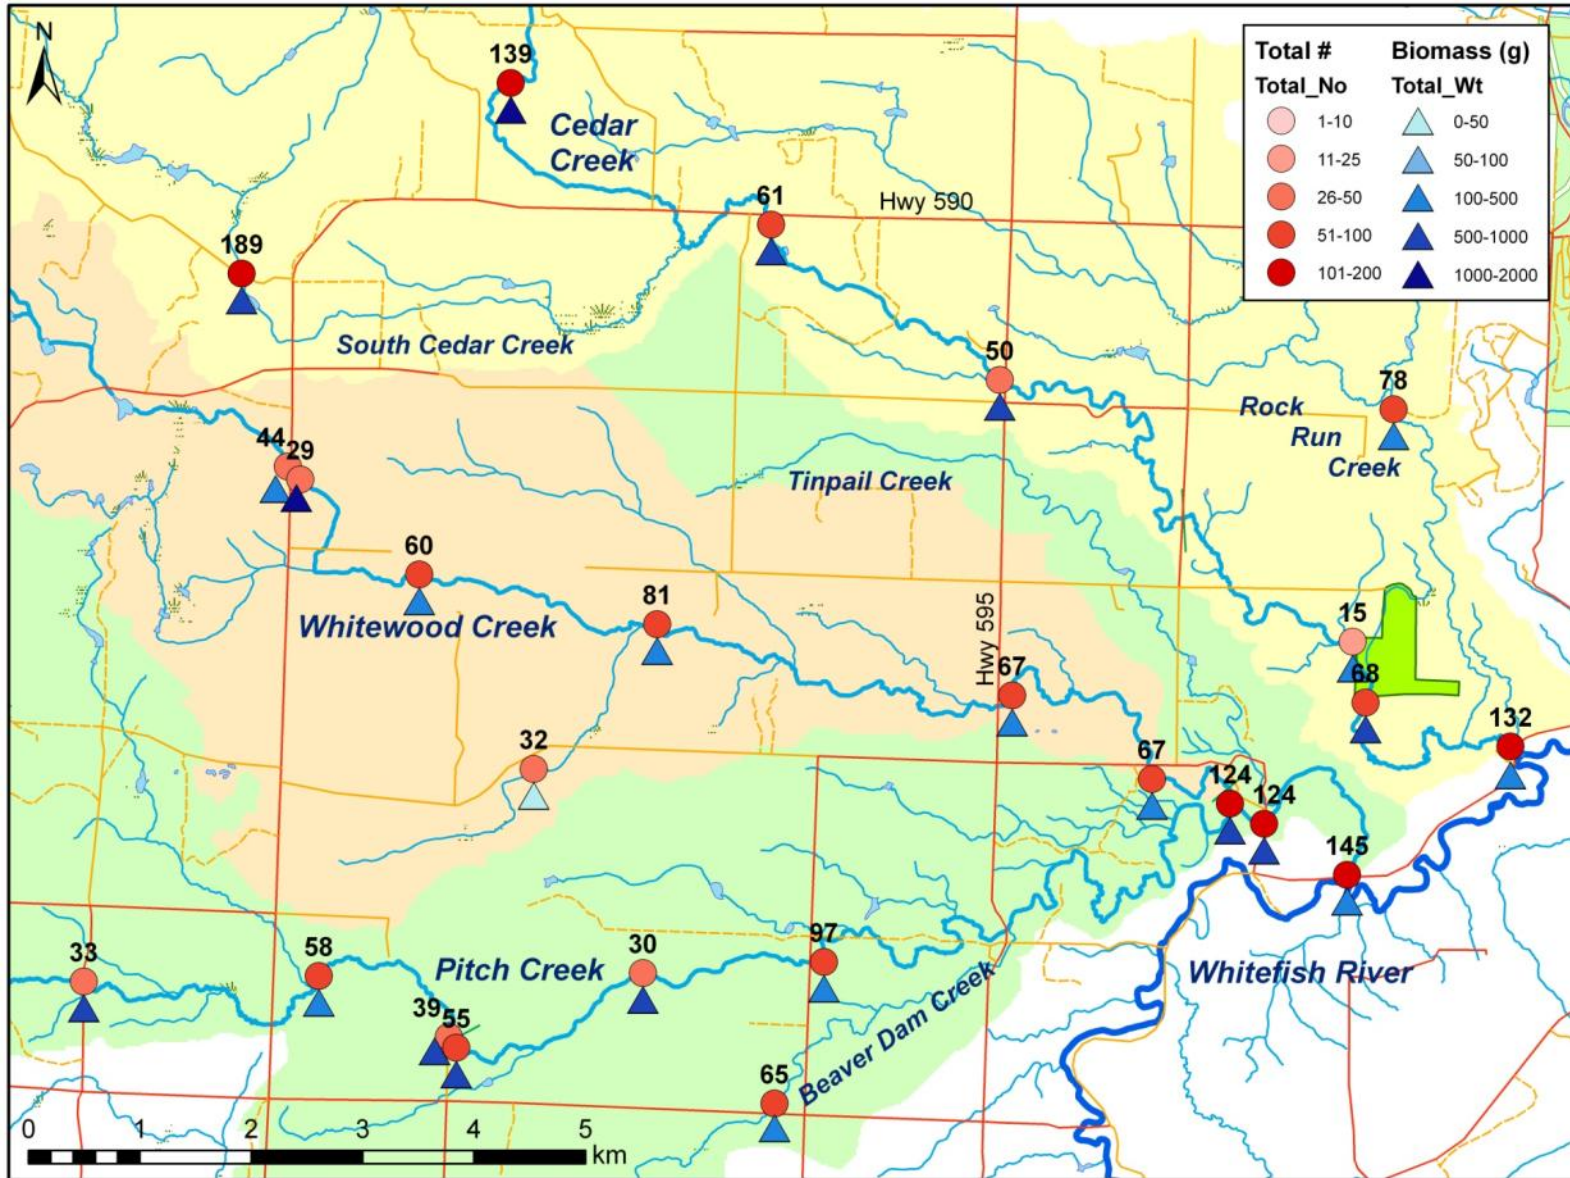 N
139
Cedar
Creek
61
Hwy 590
189
South Cedar Creek
50
78
Rock
Run
Creek
44
29
Tinpail Creek
60
Whitewood Creek
81
Hwy 595
15
68
67
132
32
67
124
124
145
33
58
Pitch Creek
30
97
Whitefish River
39
55
Beaver Dam Creek
65
0 1 2 3 4 5
km
Total # Biomass (g)
Total_No Total_Wt
1-10 0-50
11-25 50-100
26-50 100-500
51-100 500-1000
101-200 1000-2000